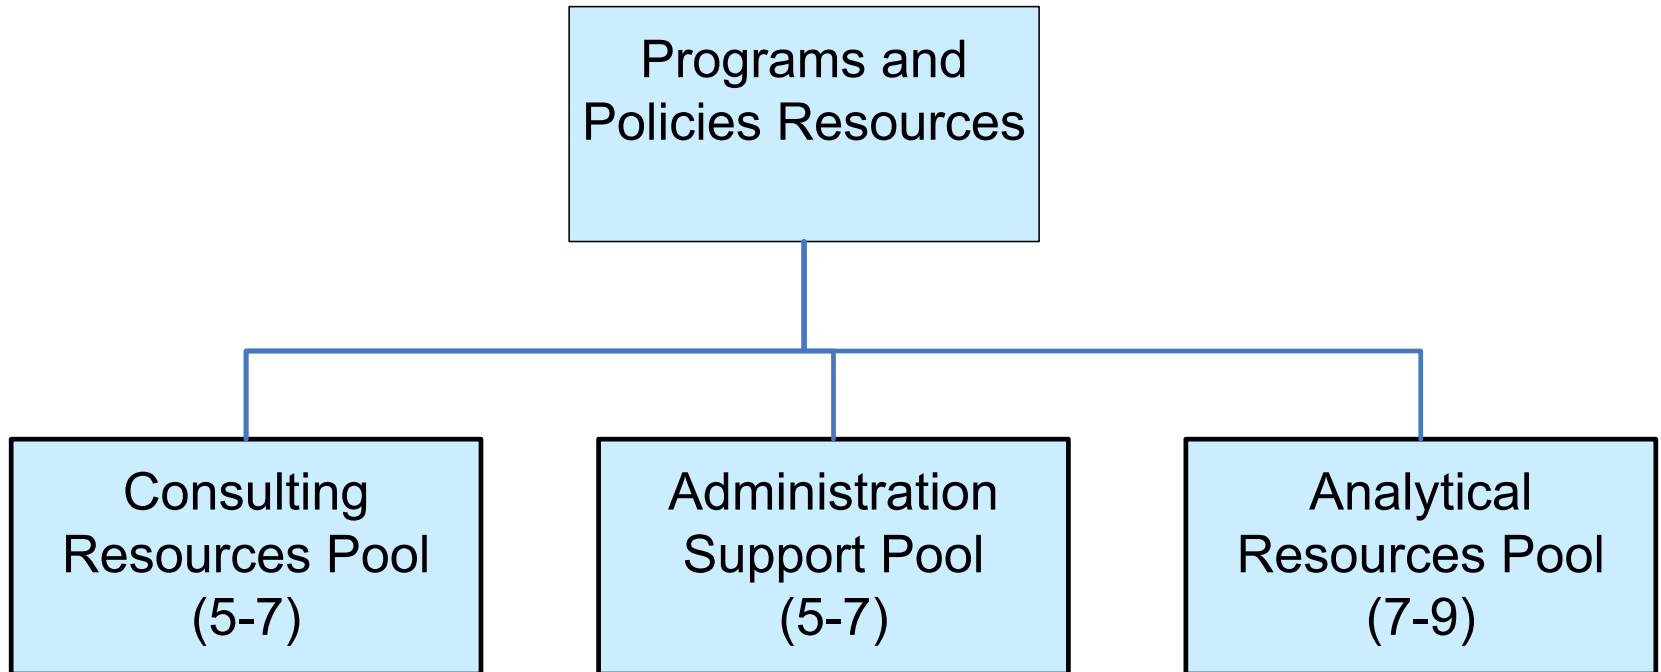 Programs and
Policies Resources
Consulting
Resources Pool
(5-7)
Administration
Support Pool
(5-7)
Analytical
Resources Pool
(7-9)